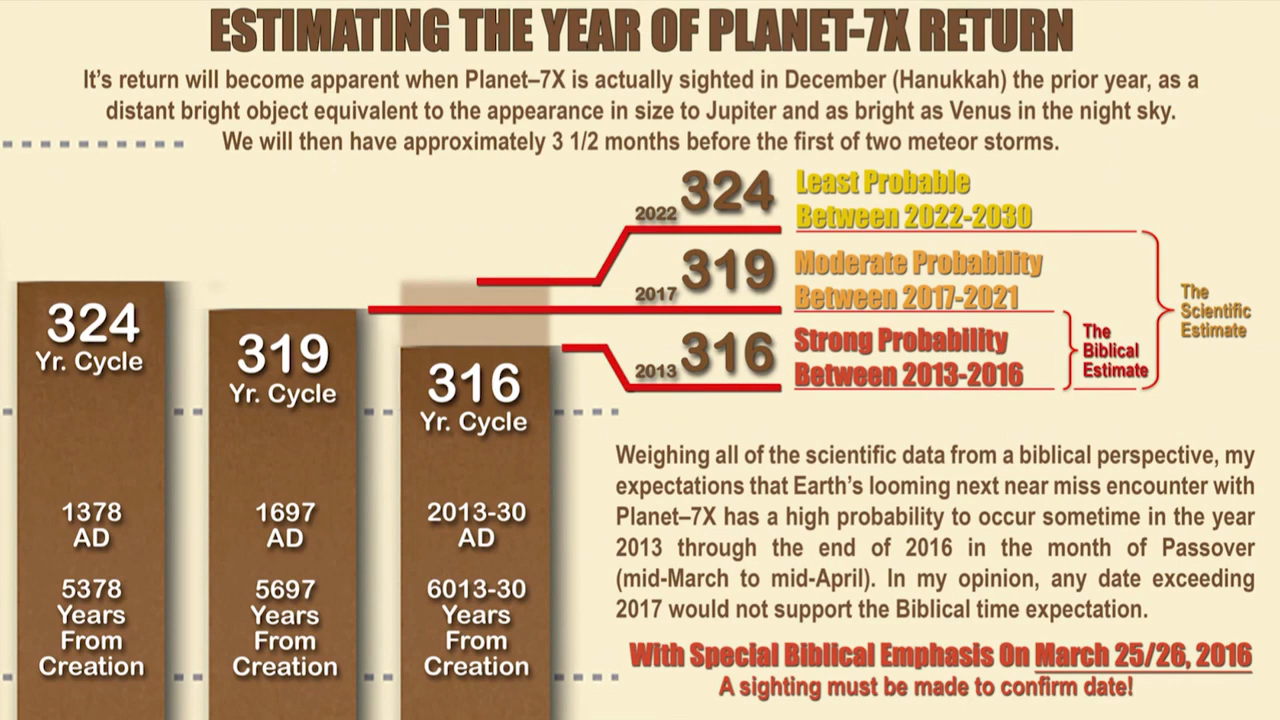 ESTIMATING THE YEAR OF PLANET-7X RETURN
It's return will become apparent when Planet–7X is actually sighted in December (Hanukkah) the prior year, as a
distant bright object equivalent to the appearance in size to Jupiter and as bright as Venus in the night sky.
We will then have approximately 3 1/2 months before the first of two meteor storms.
324
Yr. Cycle
1378
AD
5378
Years
From
Creation
319
Yr. Cycle
1697
AD
5697
Years
From
Creation
316
Yr. Cycle
2013-30
AD
6013-30
Years
From
Creation
2022 324
Least Probable
Between 2022-2030
2017 319
Moderate Probability
Between 2017-2021
2013 316
Strong Probability
Between 2013-2016
The
Biblical
Estimate
The
Scientific
Estimate
Weighing all of the scientific data from a biblical perspective, my
expectations that Earth's looming next near miss encounter with
Planet–7X has a high probability to occur sometime in the year
2013 through the end of 2016 in the month of Passover
(mid-March to mid-April). In my opinion, any date exceeding
2017 would not support the Biblical time expectation.
With Special Biblical Emphasis On March 25/26, 2016
A sighting must be made to confirm date!